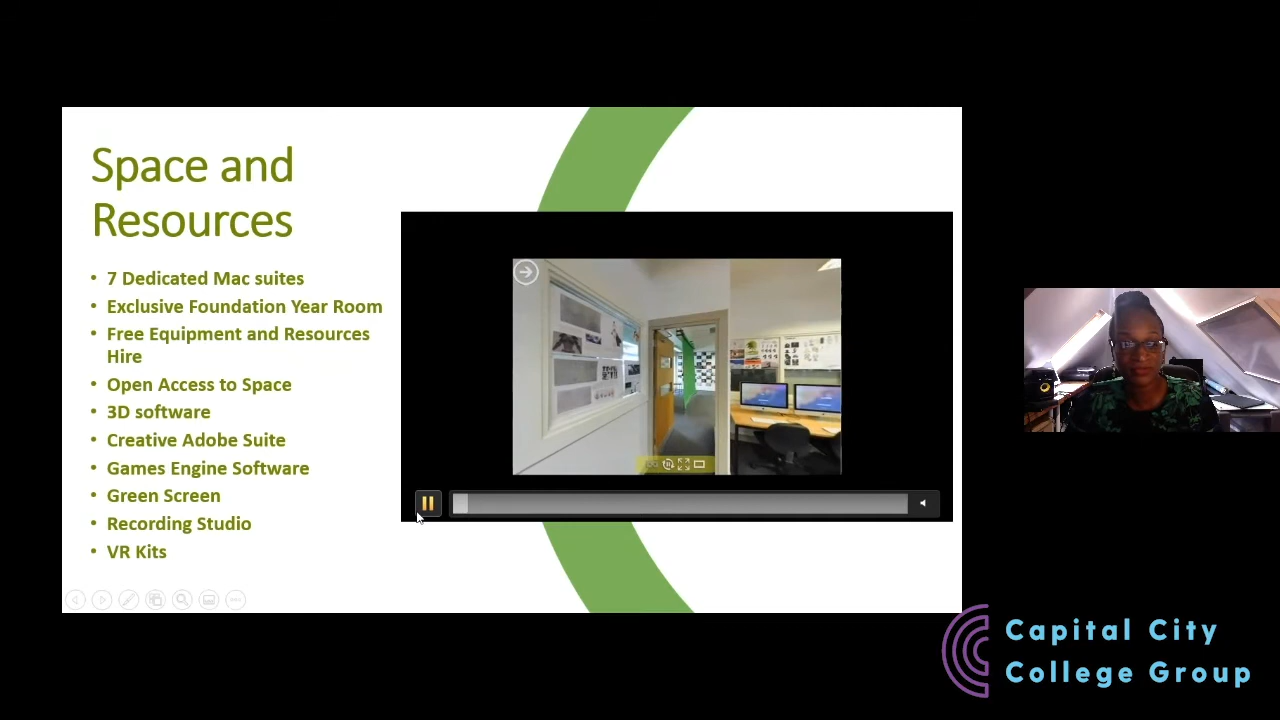 Space and
Resources
• 7 Dedicated Mac suites
• Exclusive Foundation Year Room
• Free Equipment and Resources
Hire
• Open Access to Space
• 3D software
• Creative Adobe Suite
• Games Engine Software
• Green Screen
• Recording Studio
• VR Kits
Capital City
College Group